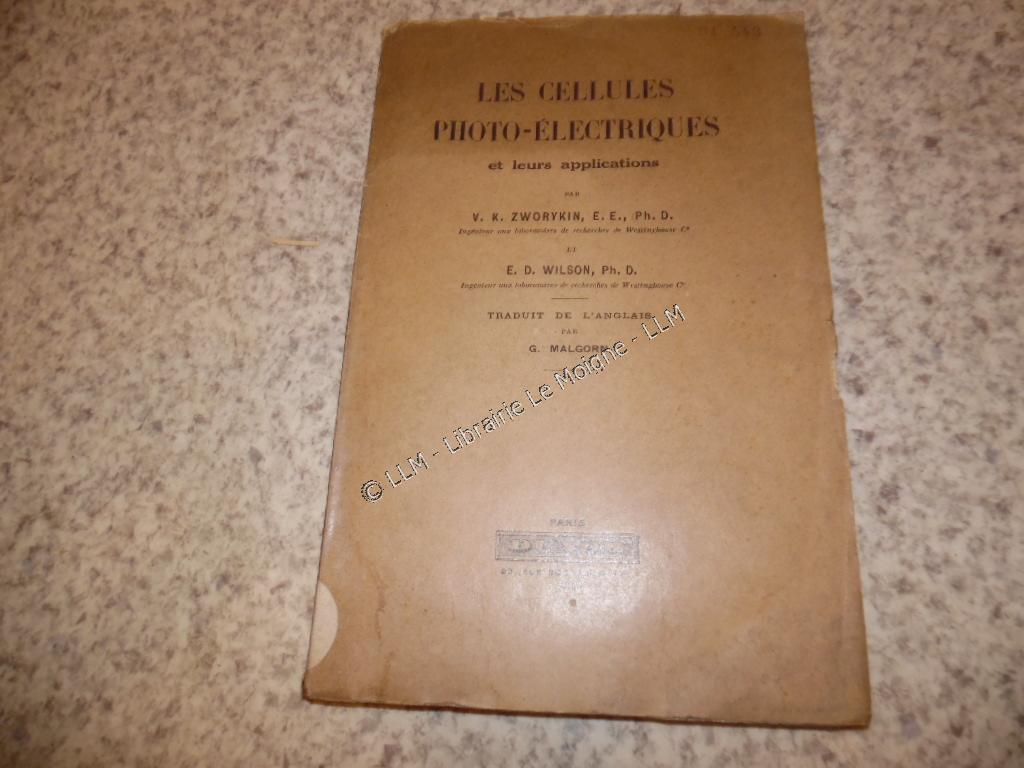 LES CELLULES
PHOTO-ÉLECTRIQUES
et leurs applications
PAR
V. K. ZWORYKIN, E. E., Ph. D.
Ingénieur aux laboratoires de recherches de Westinghouse Cº
ET
E. D. WILSON, Ph. D.
Ingénieur aux laboratoires de recherches de Westinghouse Cº
TRADUIT DE L'ANGLAIS
PAR
G. MALGORN
© LLM - Librairie Le Moigne - LLM
PARIS